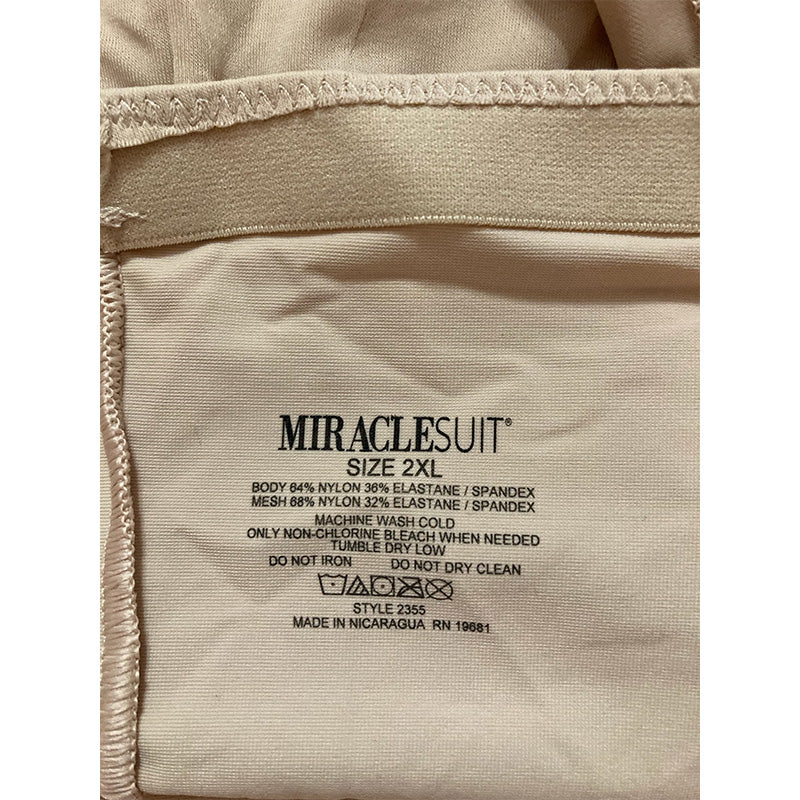 MIRACLESUIT®
SIZE 2XL
BODY 64% NYLON 36% ELASTANE / SPANDEX
MESH 68% NYLON 32% ELASTANE / SPANDEX
MACHINE WASH COLD
ONLY NON-CHLORINE BLEACH WHEN NEEDED
TUMBLE DRY LOW
DO NOT IRON DO NOT DRY CLEAN
STYLE 2355
MADE IN NICARAGUA RN 19681